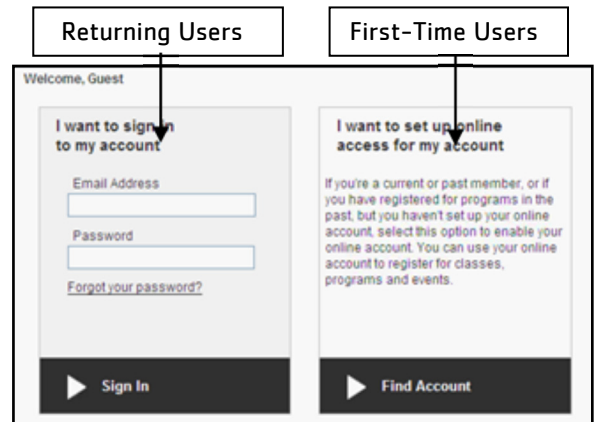 Returning Users
First-Time Users
Welcome, Guest
I want to sign in
to my account
Email Address
Password
Forgot your password?
Sign In
I want to set up online
access for my account
If you're a current or past member, or if
you have registered for programs in the
past, but you haven't set up your online
account, select this option to enable your
online account. You can use your online
account to register for classes,
programs and events.
Find Account